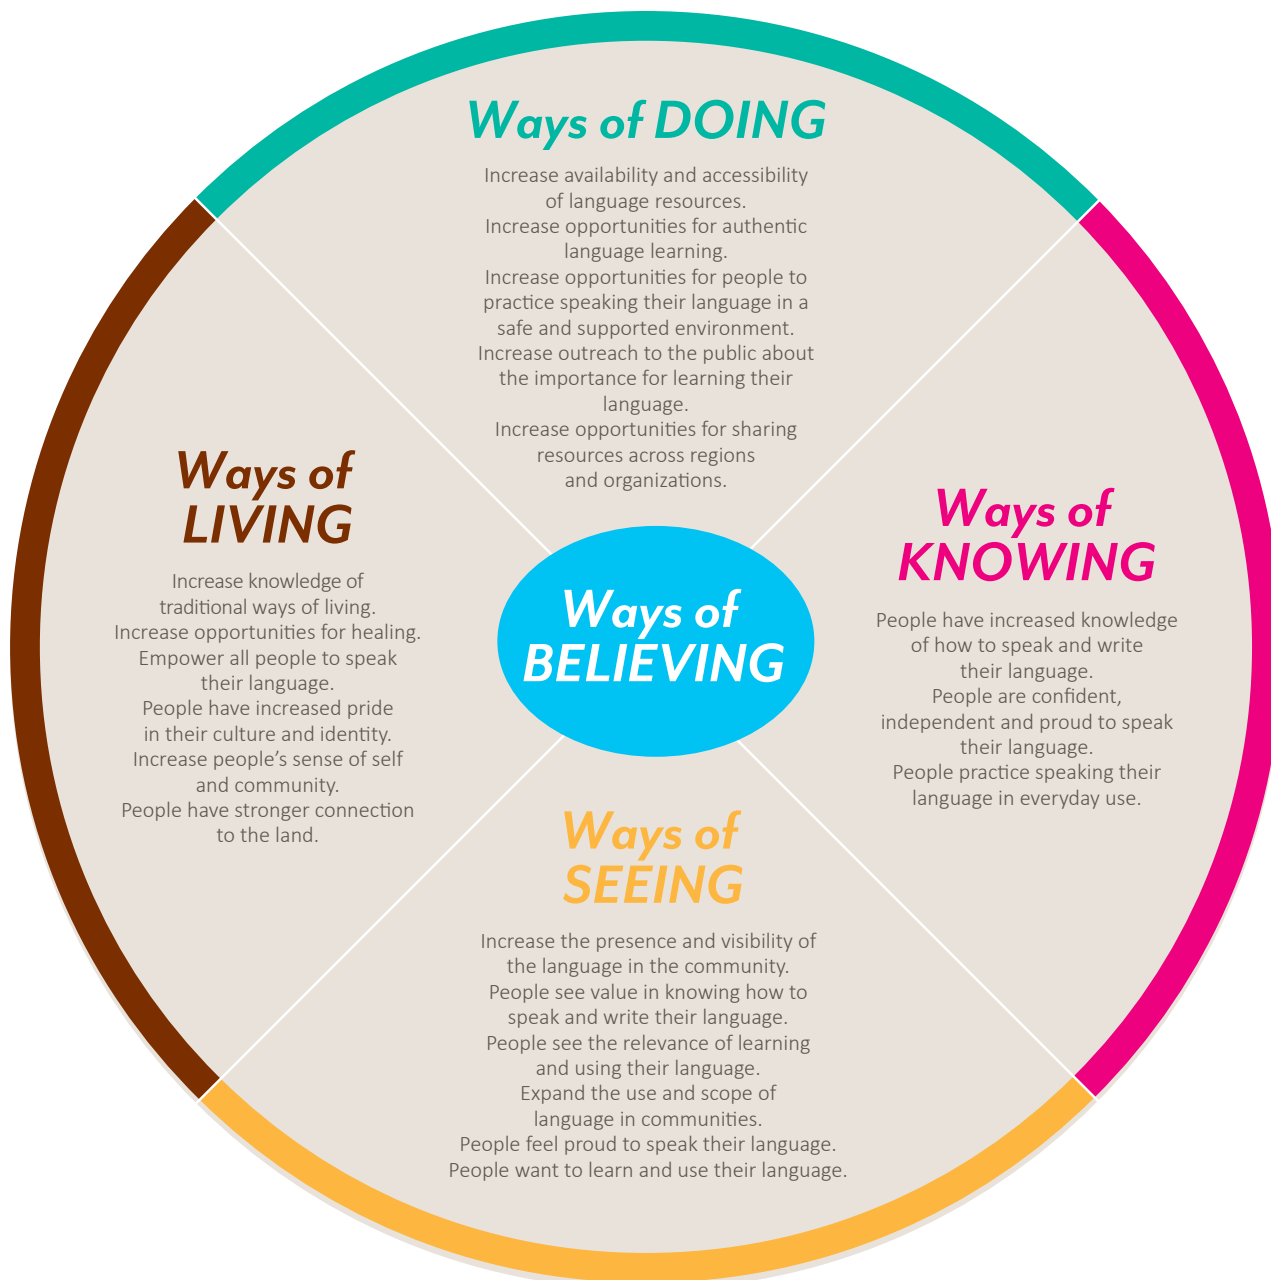 Ways of DOING
Increase availability and accessibility
of language resources.
Increase opportunities for authentic
language learning.
Increase opportunities for people to
practice speaking their language in a
safe and supported environment.
Increase outreach to the public about
the importance for learning their
language.
Increase opportunities for sharing
resources across regions
and organizations.
Ways of
LIVING
Increase knowledge of
traditional ways of living.
Increase opportunities for healing.
Empower all people to speak
their language.
People have increased pride
in their culture and identity.
Increase people’s sense of self
and community.
People have stronger connection
to the land.
Ways of
BELIEVING
Ways of
KNOWING
People have increased knowledge
of how to speak and write
their language.
People are confident,
independent and proud to speak
their language.
People practice speaking their
language in everyday use.
Ways of
SEEING
Increase the presence and visibility of
the language in the community.
People see value in knowing how to
speak and write their language.
People see the relevance of learning
and using their language.
Expand the use and scope of
language in communities.
People feel proud to speak their language.
People want to learn and use their language.